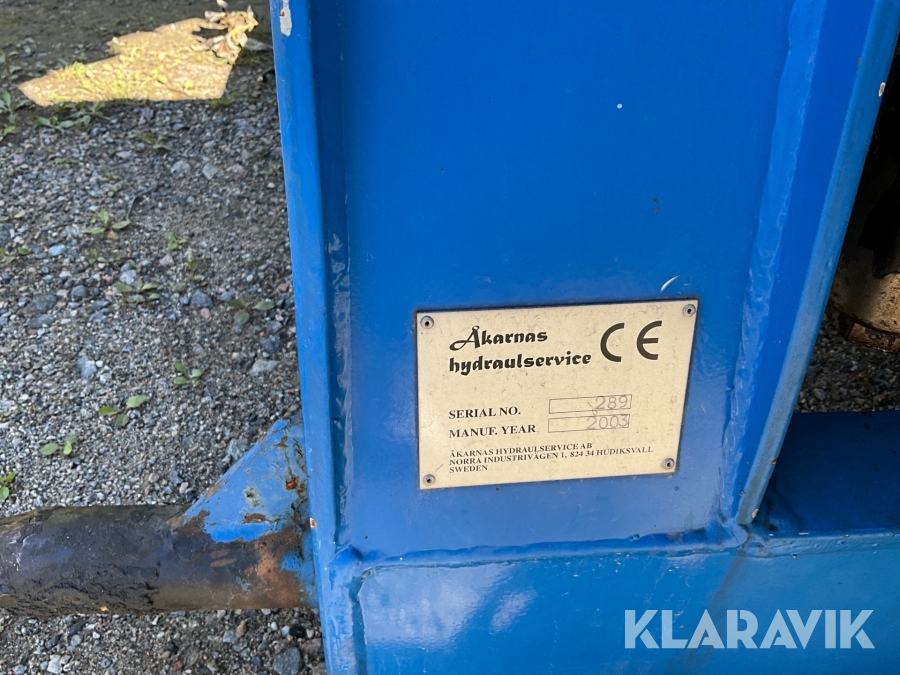 Åkarnas
hydraulservice CE
SERIAL NO. 289
MANUF. YEAR 2003
ÅKARNAS HYDRAULSERVICE AB
NORRA INDUSTRIVÄGEN 1, 824 34 HUDIKSVALL
SWEDEN
KLARAVIK